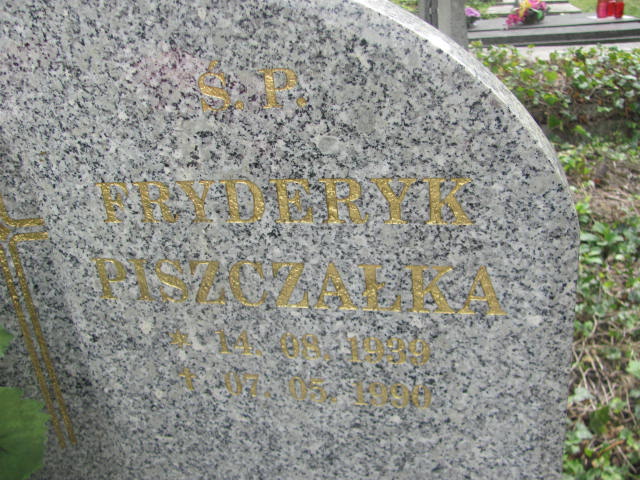 Ś. P.
FRYDERYK
PISZCZAŁKA
* 14. 08. 1939
✝ 07. 05. 1990